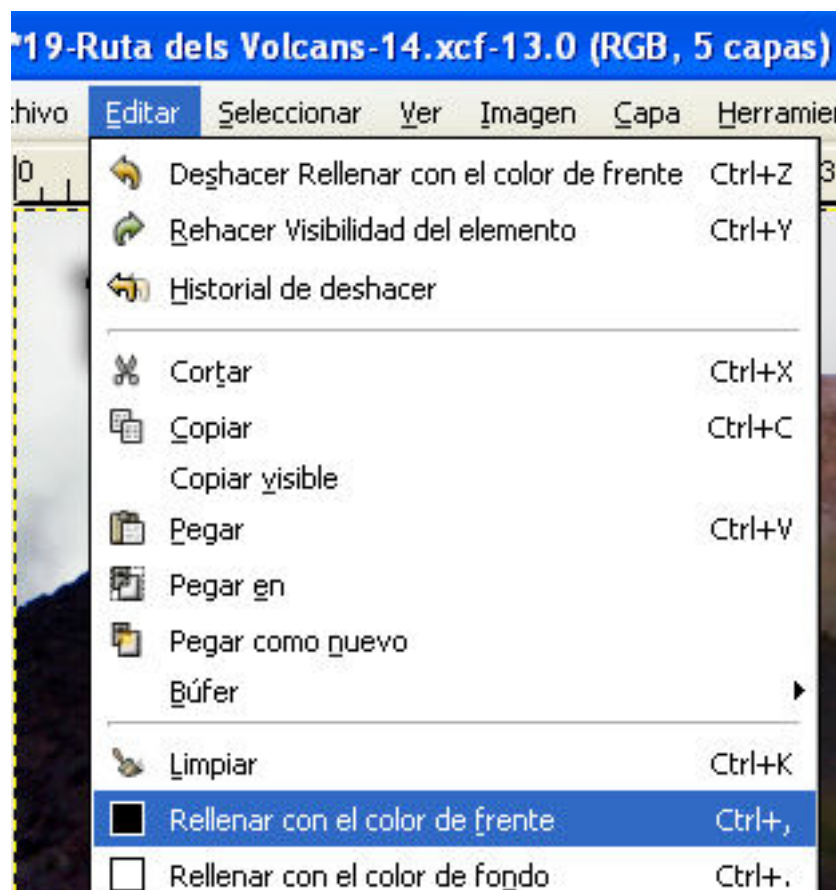 *19-Ruta dels Volcans-14.xcf-13.0 (RGB, 5 capas)
chivo Editar Seleccionar Ver Imagen Capa Herramie
0 3
Deshacer Rellenar con el color de frente Ctrl+Z
Rehacer Visibilidad del elemento Ctrl+Y
Historial de deshacer
Cortar Ctrl+X
Copiar Ctrl+C
Copiar visible
Pegar Ctrl+V
Pegar en
Pegar como nuevo
Búfer
Limpiar Ctrl+K
Rellenar con el color de frente Ctrl+,
Rellenar con el color de fondo Ctrl+.